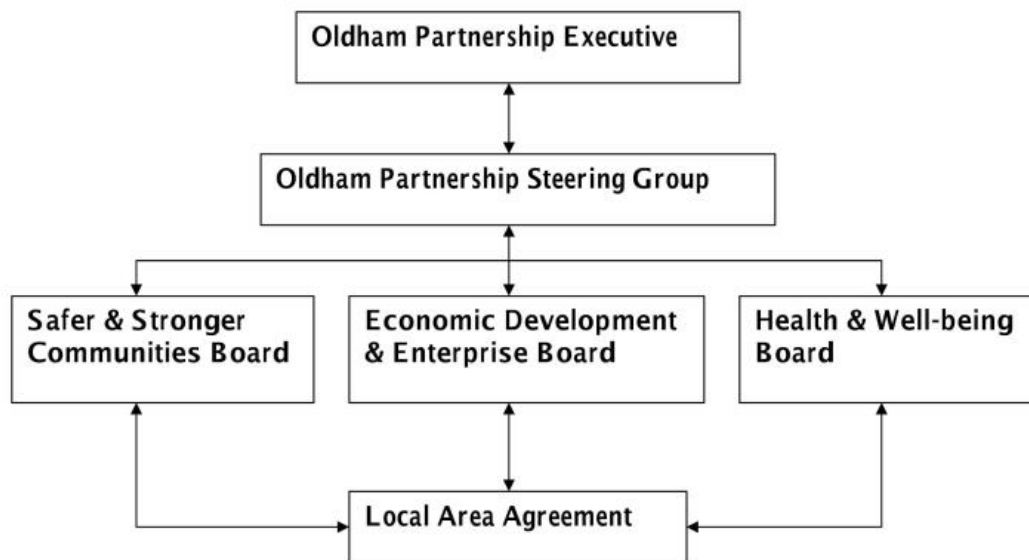 Oldham Partnership Executive
Oldham Partnership Steering Group
Safer & Stronger
Communities Board
Economic Development
& Enterprise Board
Health & Well-being
Board
Local Area Agreement